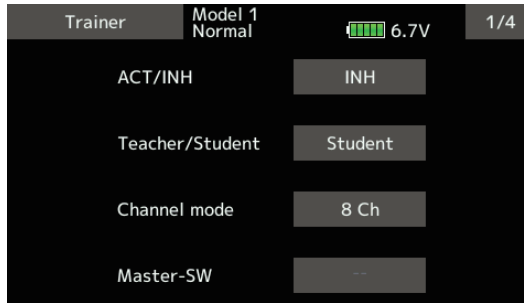 Trainer
Model 1
Normal
6.7V
1/4
ACT/INH INH
Teacher/Student Student
Channel mode 8 Ch
Master-SW --